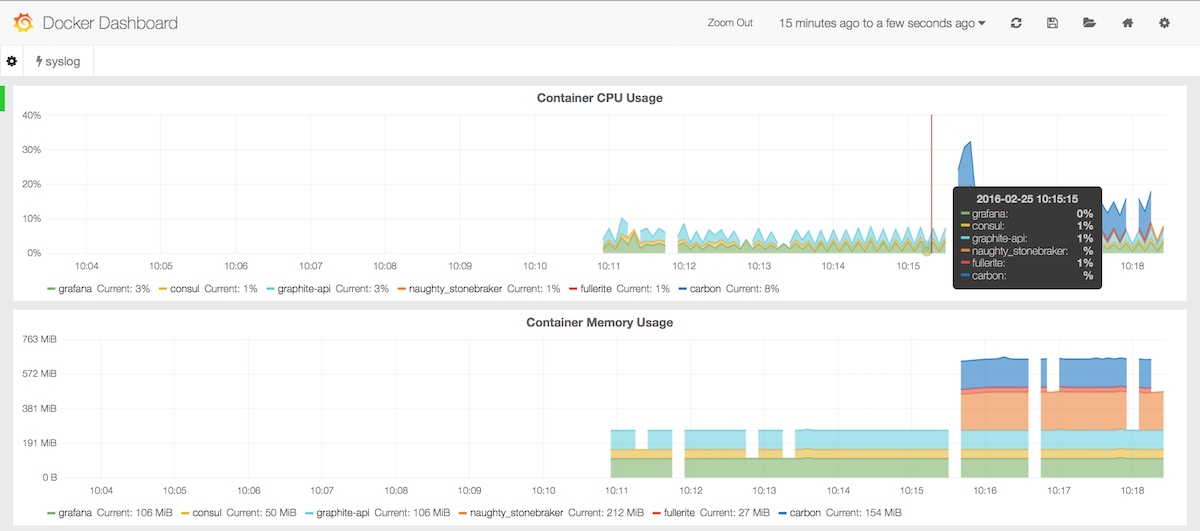 Docker Dashboard Zoom Out 15 minutes ago to a few seconds ago
syslog
Container CPU Usage
40%
30%
20%
10%
0%
10:04 10:05 10:06 10:07 10:08 10:09 10:10 10:11 10:12 10:13 10:14 10:15 10:18
2016-02-25 10:15:15
grafana: 0%
consul: 1%
graphite-api: 1%
naughty_stonebraker: %
fullerite: 1%
carbon: %
grafana Current: 3% consul Current: 1% graphite-api Current: 3% naughty_stonebraker Current: 1% fullerite Current: 1% carbon Current: 8%
Container Memory Usage
763 MiB
572 MiB
381 MiB
191 MiB
0 B
10:04 10:05 10:06 10:07 10:08 10:09 10:10 10:11 10:12 10:13 10:14 10:15 10:16 10:17 10:18
grafana Current: 106 MiB consul Current: 50 MiB graphite-api Current: 106 MiB naughty_stonebraker Current: 212 MiB fullerite Current: 27 MiB carbon Current: 154 MiB